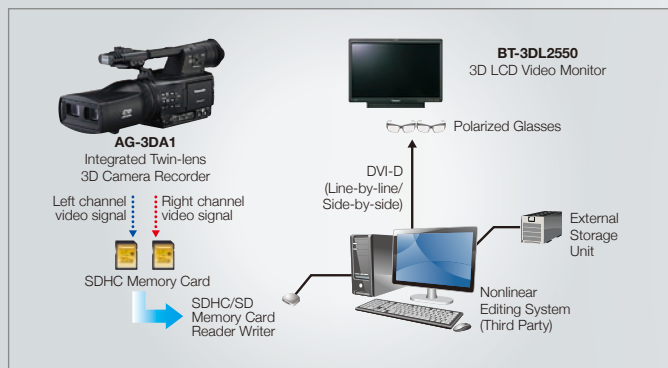 AG-3DA1
Integrated Twin-lens
3D Camera Recorder
Left channel
video signal
Right channel
video signal
SDHC Memory Card
SDHC/SD
Memory Card
Reader Writer
BT-3DL2550
3D LCD Video Monitor
Polarized Glasses
DVI-D
(Line-by-line/
Side-by-side)
External
Storage
Unit
Nonlinear
Editing System
(Third Party)